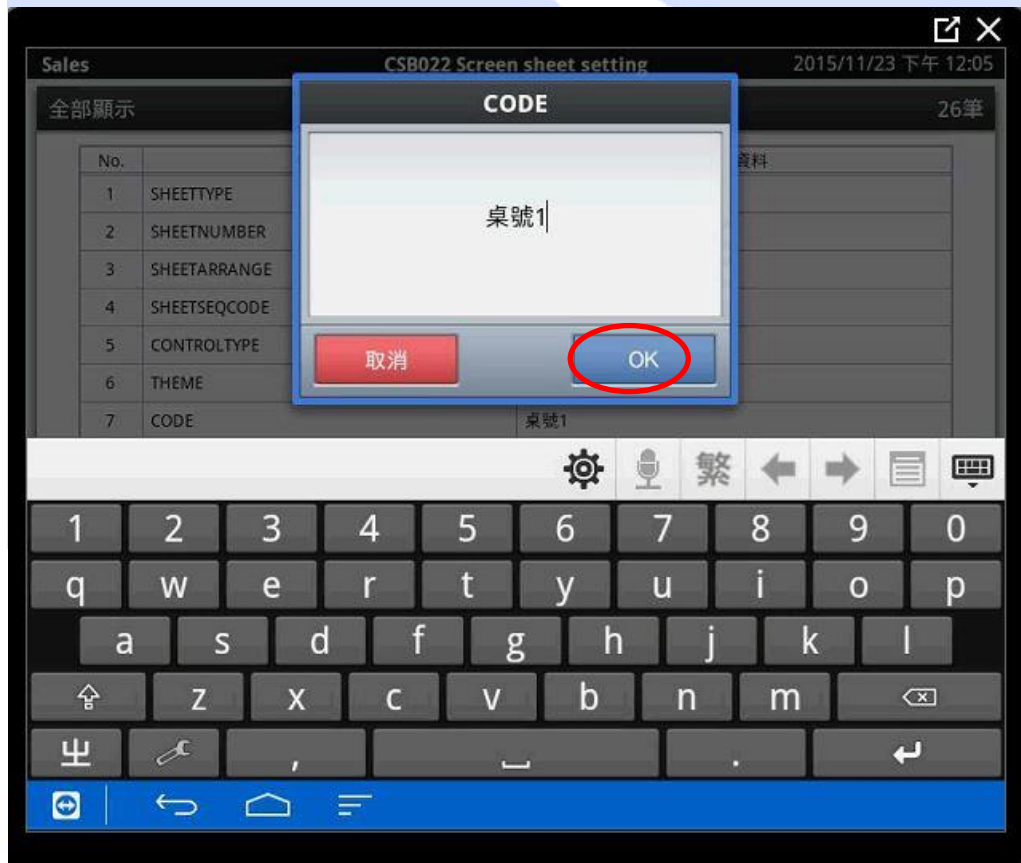 Sales CSB022 Screen sheet setting 2015/11/23 下午 12:05
全部顯示 26筆
CODE
No. 資料
1 SHEETTYPE
2 SHEETNUMBER
3 SHEETARRANGE
4 SHEETSEQCODE
5 CONTROLTYPE
6 THEME
7 CODE 桌號1
桌號1
取消 OK
繁
1 2 3 4 5 6 7 8 9 0
q w e r t y u i o p
a s d f g h j k l
z x c v b n m
ㄓ , .